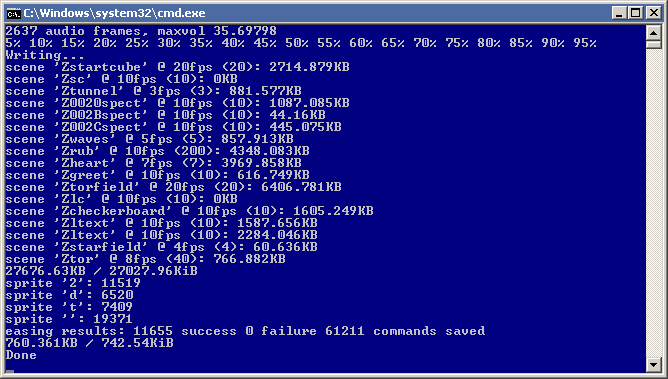 C:\Windows\system32\cmd.exe
2637 audio frames, maxvol 35.69798
5% 10% 15% 20% 25% 30% 35% 40% 45% 50% 55% 60% 65% 70% 75% 80% 85% 90% 95%
Writing...
scene 'Zstartcube' @ 20fps (20): 2714.879KB
scene 'Zsc' @ 10fps (10): 0KB
scene 'Ztunnel' @ 3fps (3): 881.577KB
scene 'Z0020spect' @ 10fps (10): 1087.085KB
scene 'Z002Bspect' @ 10fps (10): 44.16KB
scene 'Z002Cspect' @ 10fps (10): 445.075KB
scene 'Zwaves' @ 5fps (5): 857.913KB
scene 'Zrub' @ 10fps (200): 4348.083KB
scene 'Zheart' @ 7fps (7): 3969.858KB
scene 'Zgreet' @ 10fps (10): 616.749KB
scene 'Ztorfield' @ 20fps (20): 6406.781KB
scene 'Zlc' @ 10fps (10): 0KB
scene 'Zcheckerboard' @ 10fps (10): 1605.249KB
scene 'Zltext' @ 10fps (10): 1587.656KB
scene 'Zltext' @ 10fps (10): 2284.046KB
scene 'Zstarfield' @ 4fps (4): 60.636KB
scene 'Ztor' @ 8fps (40): 766.882KB
27676.63KB / 27027.96KiB
sprite '2': 11519
sprite 'd': 6520
sprite 't': 7409
sprite '': 19371
easing results: 11655 success 0 failure 61211 commands saved
760.361KB / 742.54KiB
Done